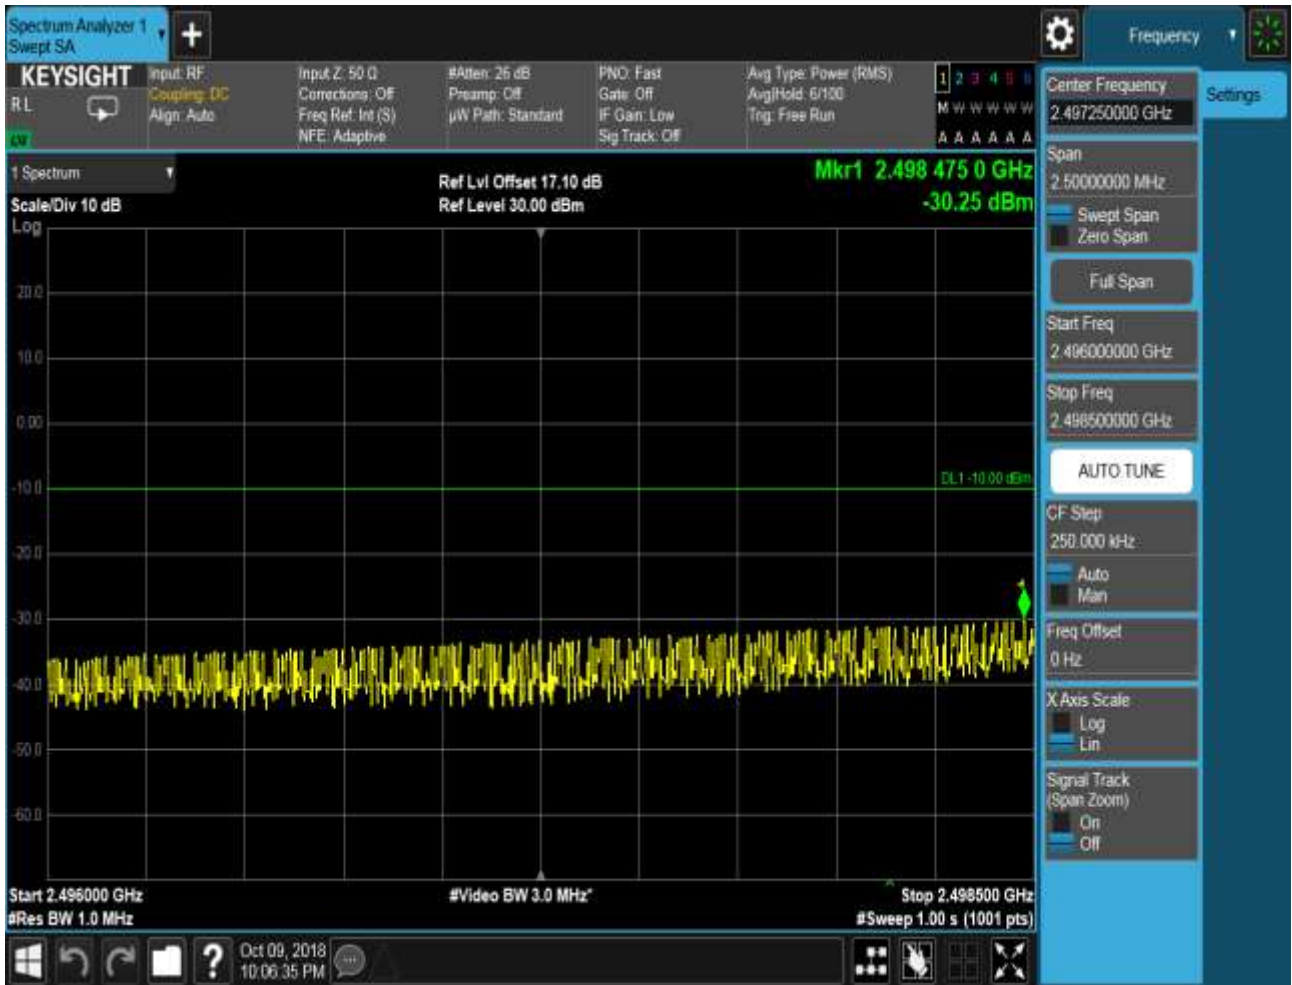 Spectrum Analyzer 1
Swept SA
+
Frequency
KEYSIGHT
RL
LXI
Input: RF
Coupling: DC
Align: Auto
Input Z: 50 Ω
Corrections: Off
Freq Ref: Int (S)
NFE: Adaptive
#Atten: 26 dB
Preamp: Off
µW Path: Standard
PNO: Fast
Gate: Off
IF Gain: Low
Sig Track: Off
Avg Type: Power (RMS)
Avg|Hold: 6/100
Trig: Free Run
1 2 3 4 5 6
M W W W W W
A A A A A A
1 Spectrum
Scale/Div 10 dB
Log
Ref Lvl Offset 17.10 dB
Ref Level 30.00 dBm
Mkr1 2.498 475 0 GHz
-30.25 dBm
20.0
10.0
0.00
-10.0
-20.0
-30.0
-40.0
-50.0
-60.0
DL1 -10.00 dBm
1
Start 2.496000 GHz
#Res BW 1.0 MHz
#Video BW 3.0 MHz*
Stop 2.498500 GHz
#Sweep 1.00 s (1001 pts)
Center Frequency
2.497250000 GHz
Settings
Span
2.50000000 MHz
Swept Span
Zero Span
Full Span
Start Freq
2.496000000 GHz
Stop Freq
2.498500000 GHz
AUTO TUNE
CF Step
250.000 kHz
Auto
Man
Freq Offset
0 Hz
X Axis Scale
Log
Lin
Signal Track
(Span Zoom)
On
Off
?
Oct 09, 2018
10:06:35 PM